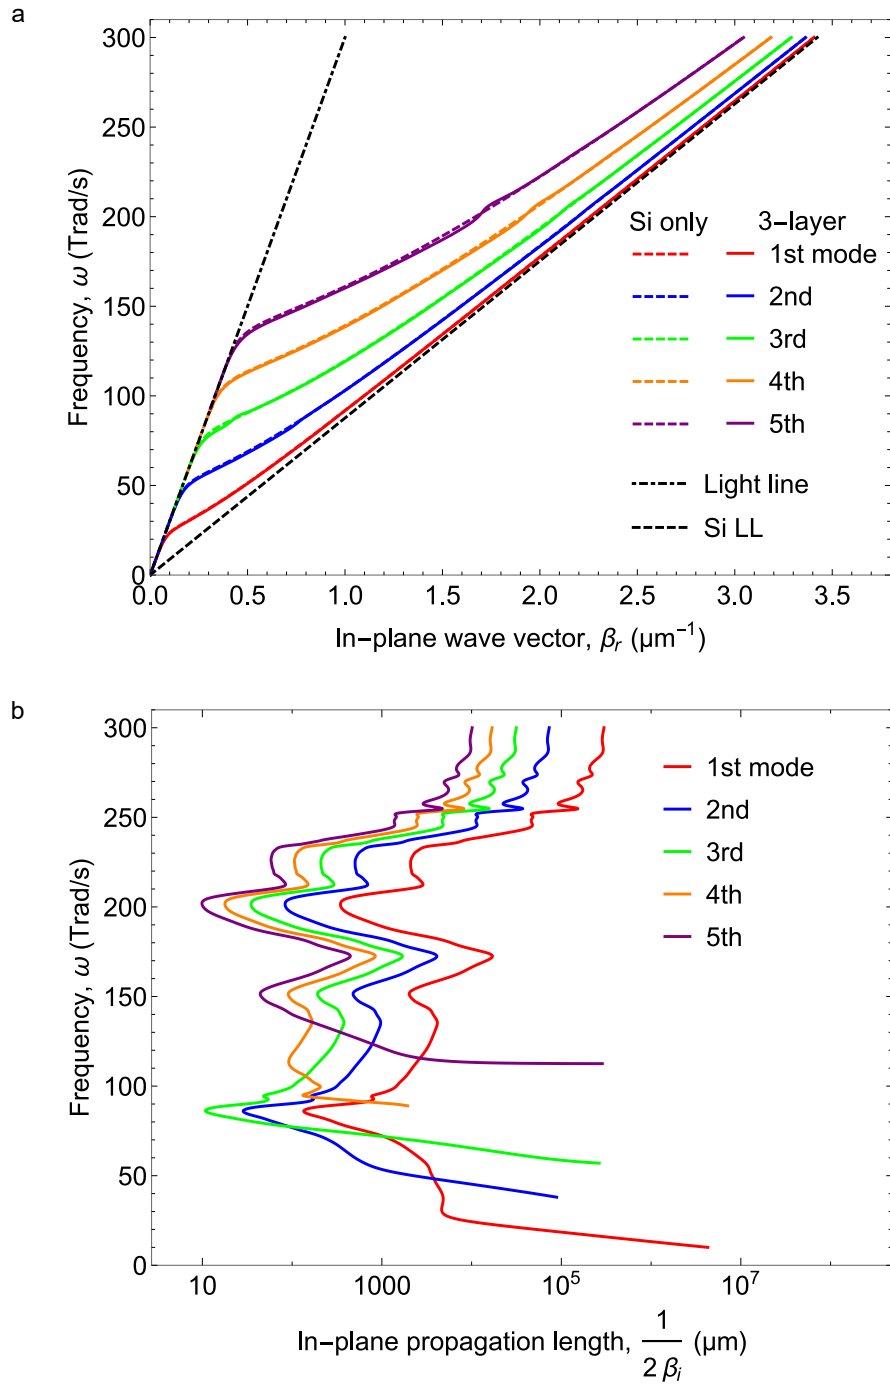 a
300
250
200
150
100
50
0
Frequency, ω (Trad/s)
0.0 0.5 1.0 1.5 2.0 2.5 3.0 3.5
In−plane wave vector, βr (μm−1)
Si only 3−layer
1st mode
2nd
3rd
4th
5th
Light line
Si LL
b
300
250
200
150
100
50
0
Frequency, ω (Trad/s)
10 1000 10⁵ 10⁷
In−plane propagation length, 1/(2 βi) (μm)
1st mode
2nd
3rd
4th
5th